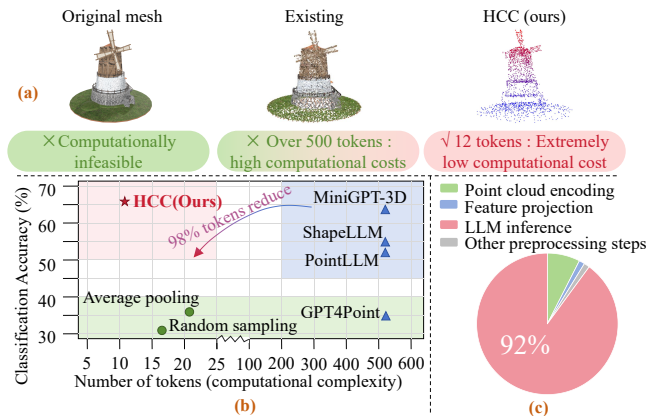 Original mesh
Existing
HCC (ours)
(a)
×Computationally
infeasible
× Over 500 tokens :
high computational costs
√ 12 tokens : Extremely
low computational cost
Classification Accuracy (%)
70
60
50
40
30
HCC(Ours)
98% tokens reduce
MiniGPT-3D
ShapeLLM
PointLLM
Average pooling
Random sampling
GPT4Point
5 10 15 20 25 100 200 300 400 500 600
Number of tokens (computational complexity)
(b)
Point cloud encoding
Feature projection
LLM inference
Other preprocessing steps
92%
(c)